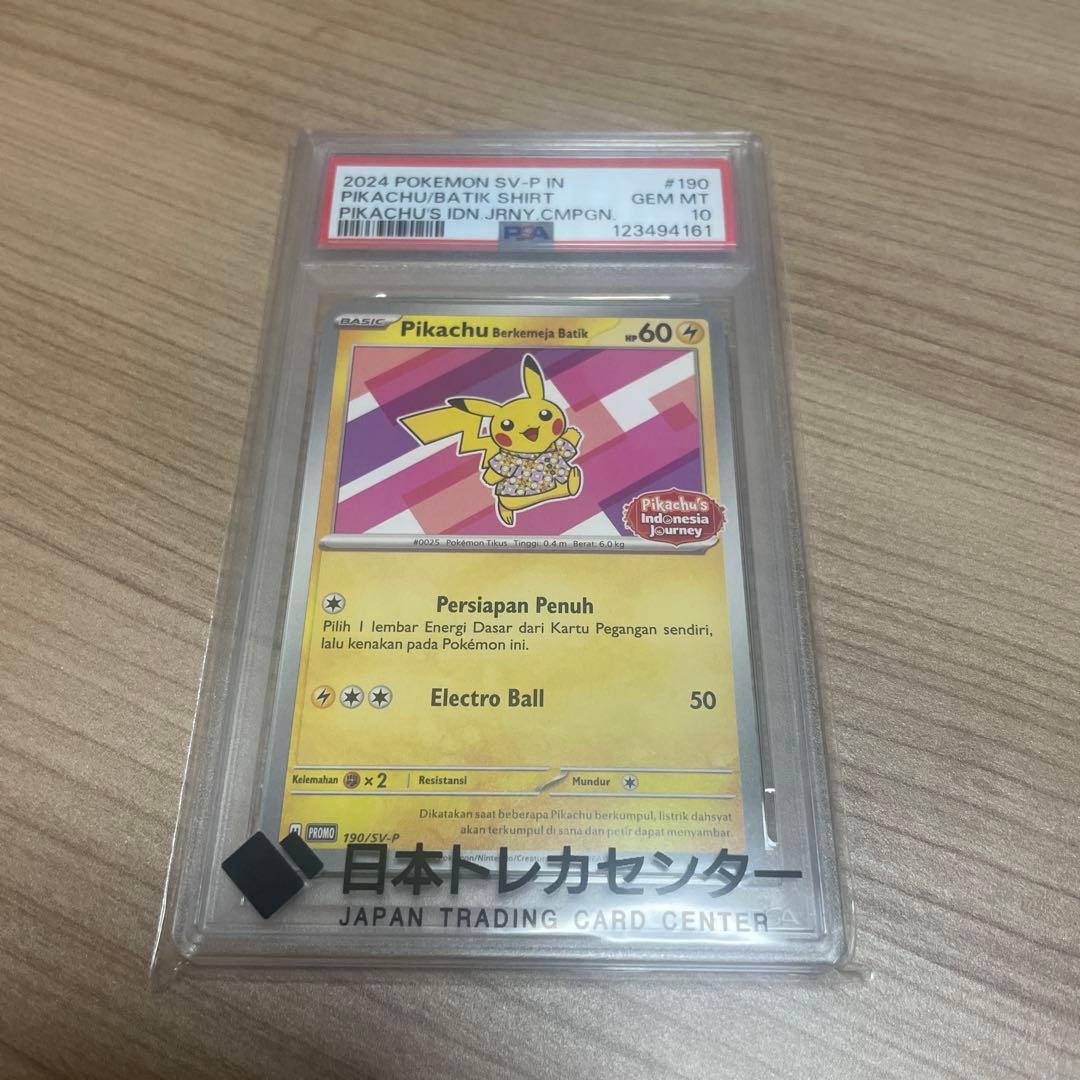 2024 POKEMON SV-P IN #190
PIKACHU/BATIK SHIRT GEM MT
PIKACHU'S IDN.JRNY.CMPGN. 10
PSA 123494161
BASIC Pikachu Berkemeja Batik HP 60
Pikachu's
Indonesia
Journey
#0025 Pokémon Tikus Tinggi: 0.4 m Berat: 6.0 kg
Persiapan Penuh
Pilih 1 lembar Energi Dasar dari Kartu Pegangan sendiri,
lalu kenakan pada Pokémon ini.
Electro Ball 50
Kelemahan ×2 Resistansi Mundur
Dikatakan saat beberapa Pikachu berkumpul, listrik dahsyat
akan terkumpul di sana dan petir dapat menyambar.
PROMO 190/SV-P
日本トレカセンター
JAPAN TRADING CARD CENTER